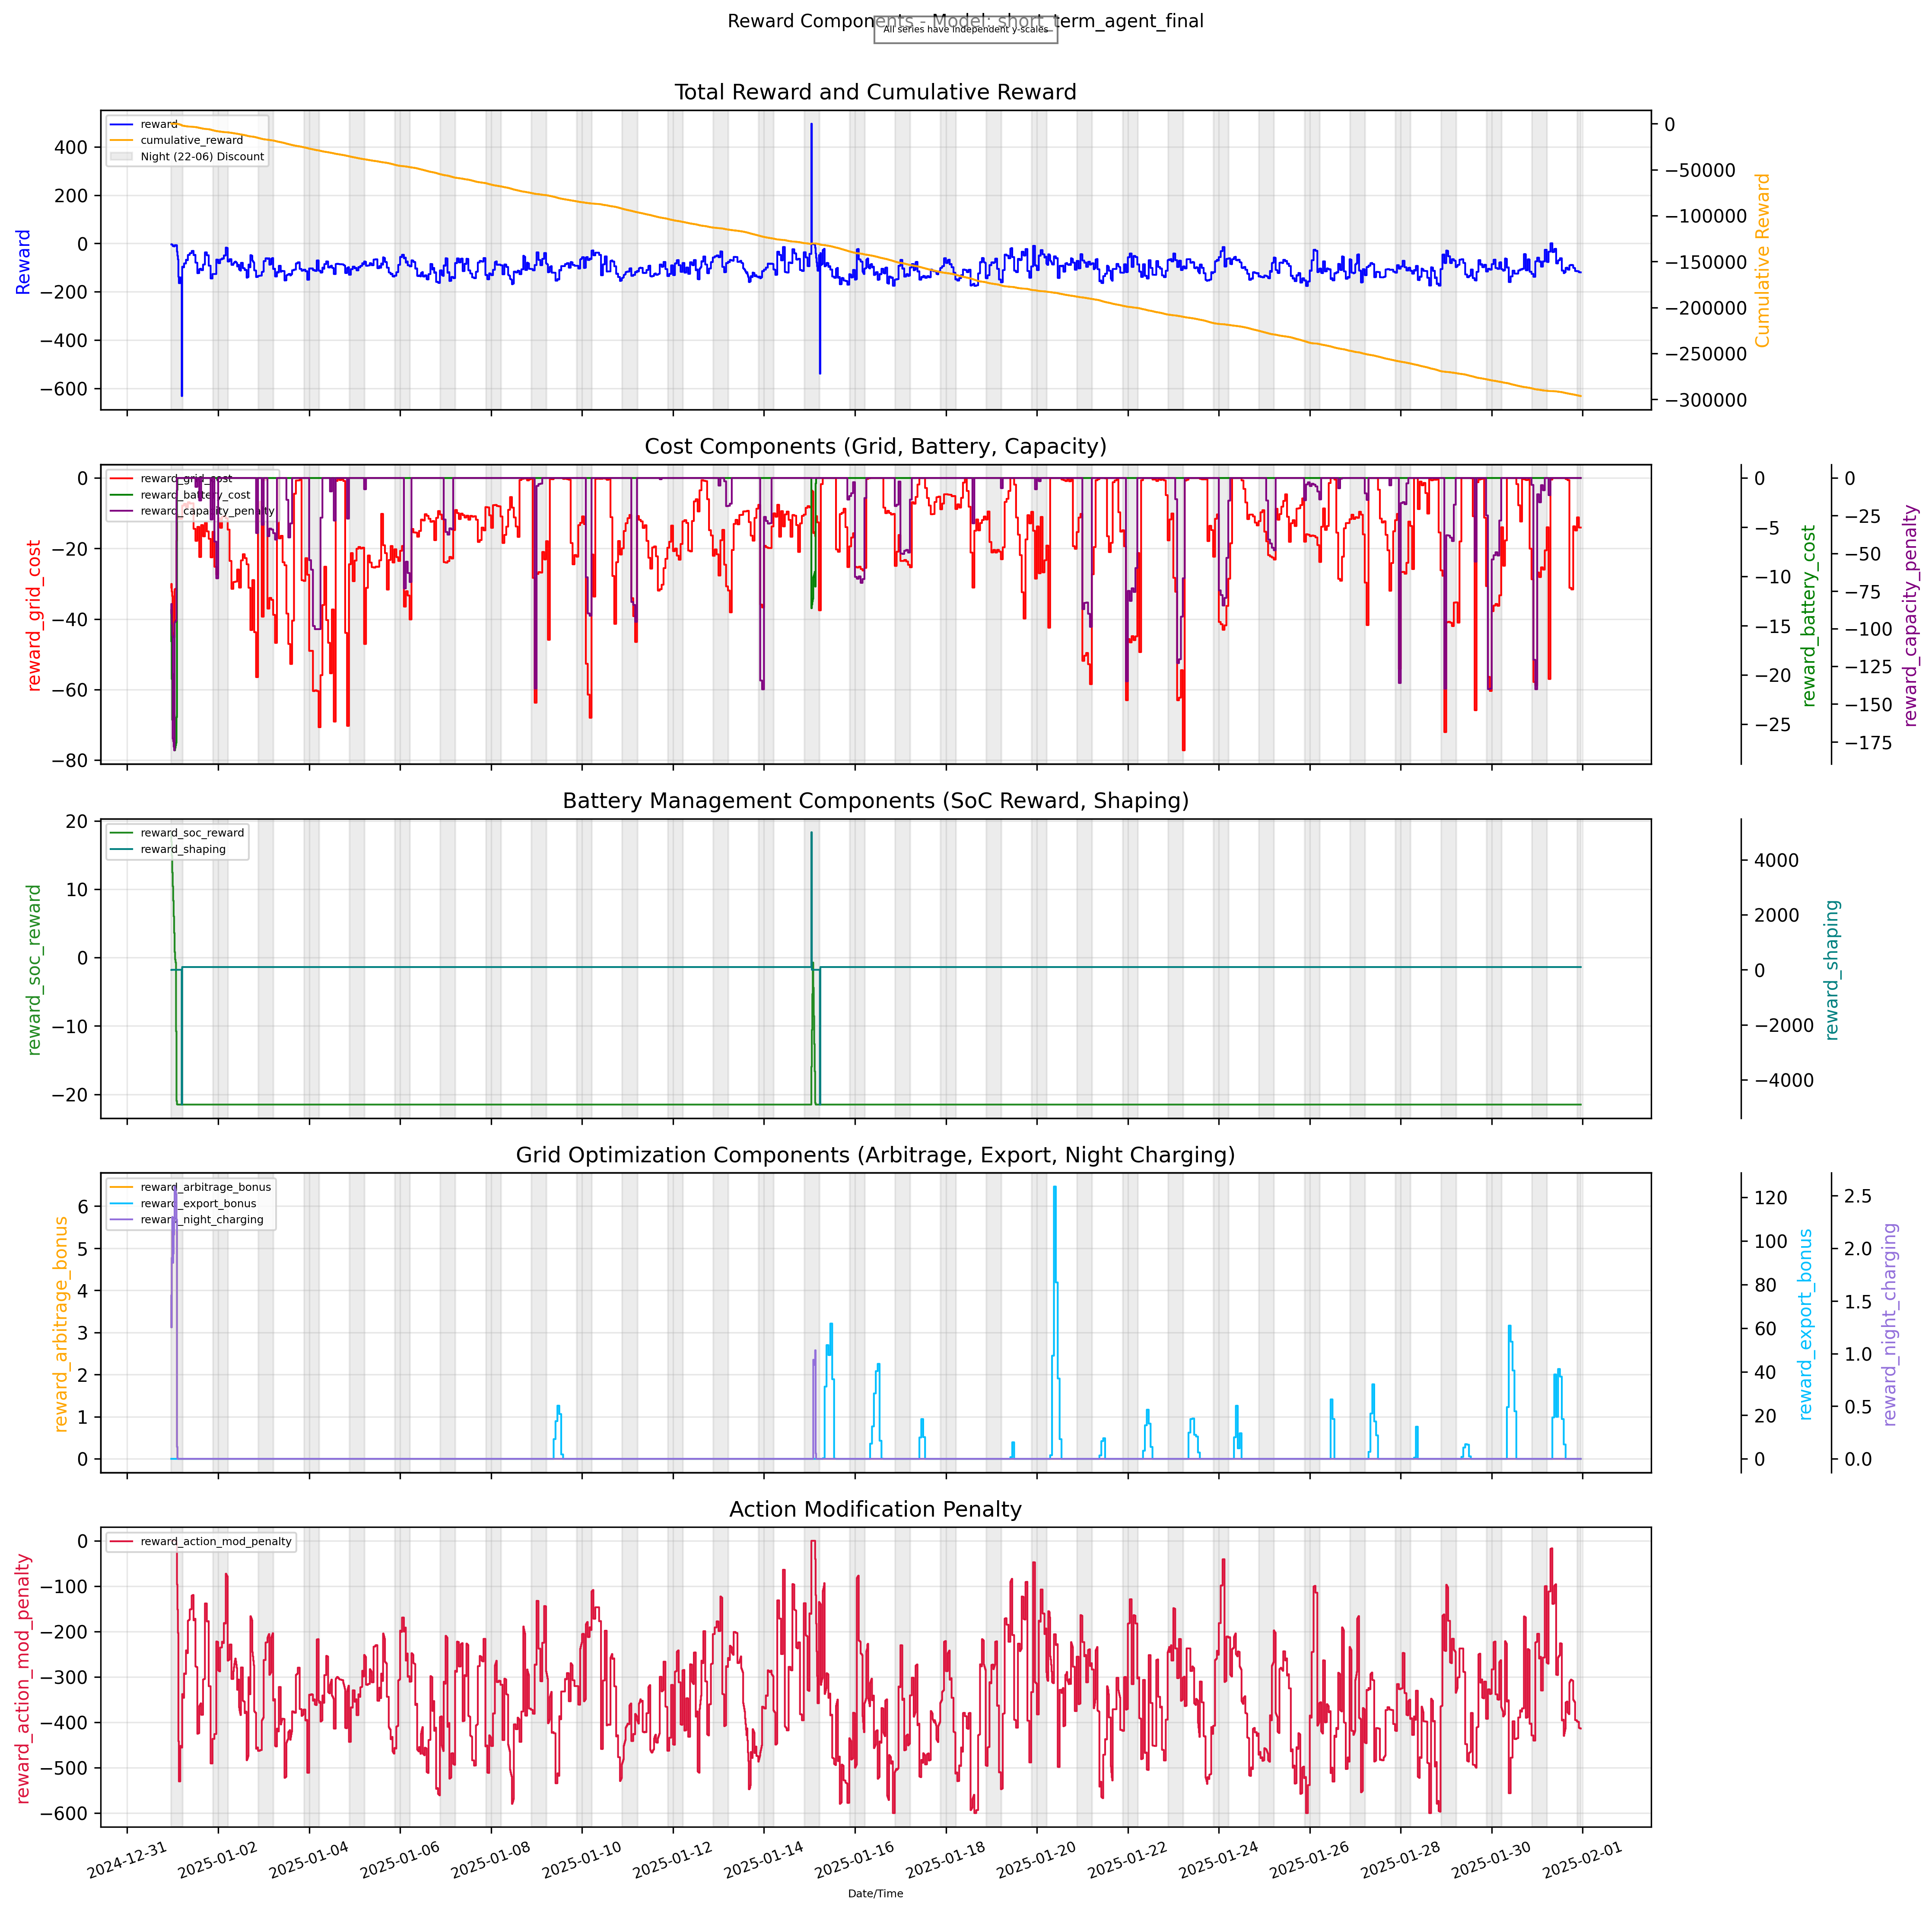 Reward Components - Model: short_term_agent_final
All series have independent y-scales
Total Reward and Cumulative Reward
reward
cumulative_reward
Night (22-06) Discount
400
200
0
−200
−400
−600
Reward
0
−50000
−100000
−150000
−200000
−250000
−300000
Cumulative Reward
Cost Components (Grid, Battery, Capacity)
reward_grid_cost
reward_battery_cost
reward_capacity_penalty
0
−20
−40
−60
−80
reward_grid_cost
0
−5
−10
−15
−20
−25
reward_battery_cost
0
−25
−50
−75
−100
−125
−150
−175
reward_capacity_penalty
Battery Management Components (SoC Reward, Shaping)
reward_soc_reward
reward_shaping
20
10
0
−10
−20
reward_soc_reward
4000
2000
0
−2000
−4000
reward_shaping
Grid Optimization Components (Arbitrage, Export, Night Charging)
reward_arbitrage_bonus
reward_export_bonus
reward_night_charging
6
5
4
3
2
1
0
reward_arbitrage_bonus
120
100
80
60
40
20
0
reward_export_bonus
2.5
2.0
1.5
1.0
0.5
0.0
reward_night_charging
Action Modification Penalty
reward_action_mod_penalty
0
−100
−200
−300
−400
−500
−600
reward_action_mod_penalty
2024-12-31
2025-01-02
2025-01-04
2025-01-06
2025-01-08
2025-01-10
2025-01-12
2025-01-14
2025-01-16
2025-01-18
2025-01-20
2025-01-22
2025-01-24
2025-01-26
2025-01-28
2025-01-30
2025-02-01
Date/Time